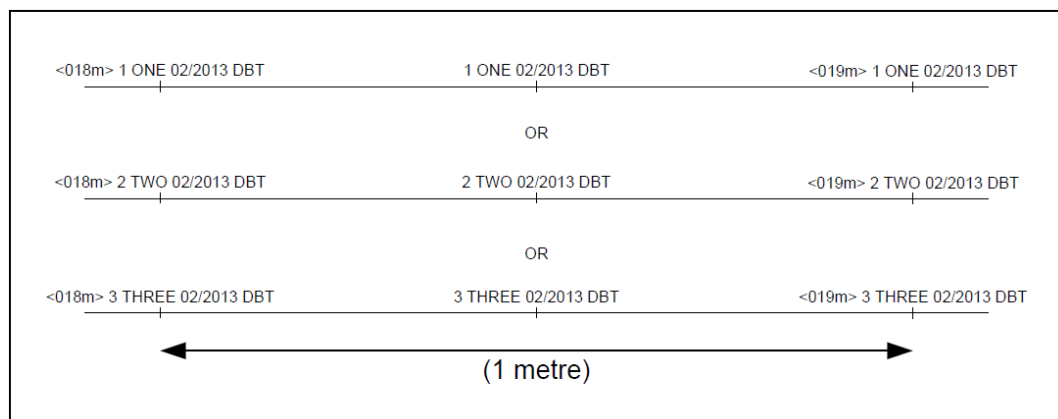 <018m> 1 ONE 02/2013 DBT 1 ONE 02/2013 DBT <019m> 1 ONE 02/2013 DBT
OR
<018m> 2 TWO 02/2013 DBT 2 TWO 02/2013 DBT <019m> 2 TWO 02/2013 DBT
OR
<018m> 3 THREE 02/2013 DBT 3 THREE 02/2013 DBT <019m> 3 THREE 02/2013 DBT
(1 metre)